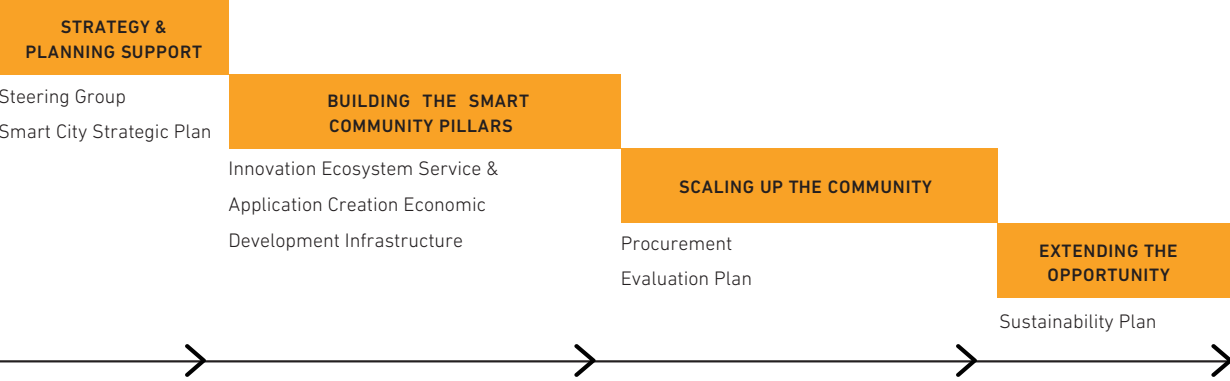 STRATEGY &
PLANNING SUPPORT
Steering Group
Smart City Strategic Plan
BUILDING THE SMART
COMMUNITY PILLARS
Innovation Ecosystem Service &
Application Creation Economic
Development Infrastructure
SCALING UP THE COMMUNITY
Procurement
Evaluation Plan
EXTENDING THE
OPPORTUNITY
Sustainability Plan